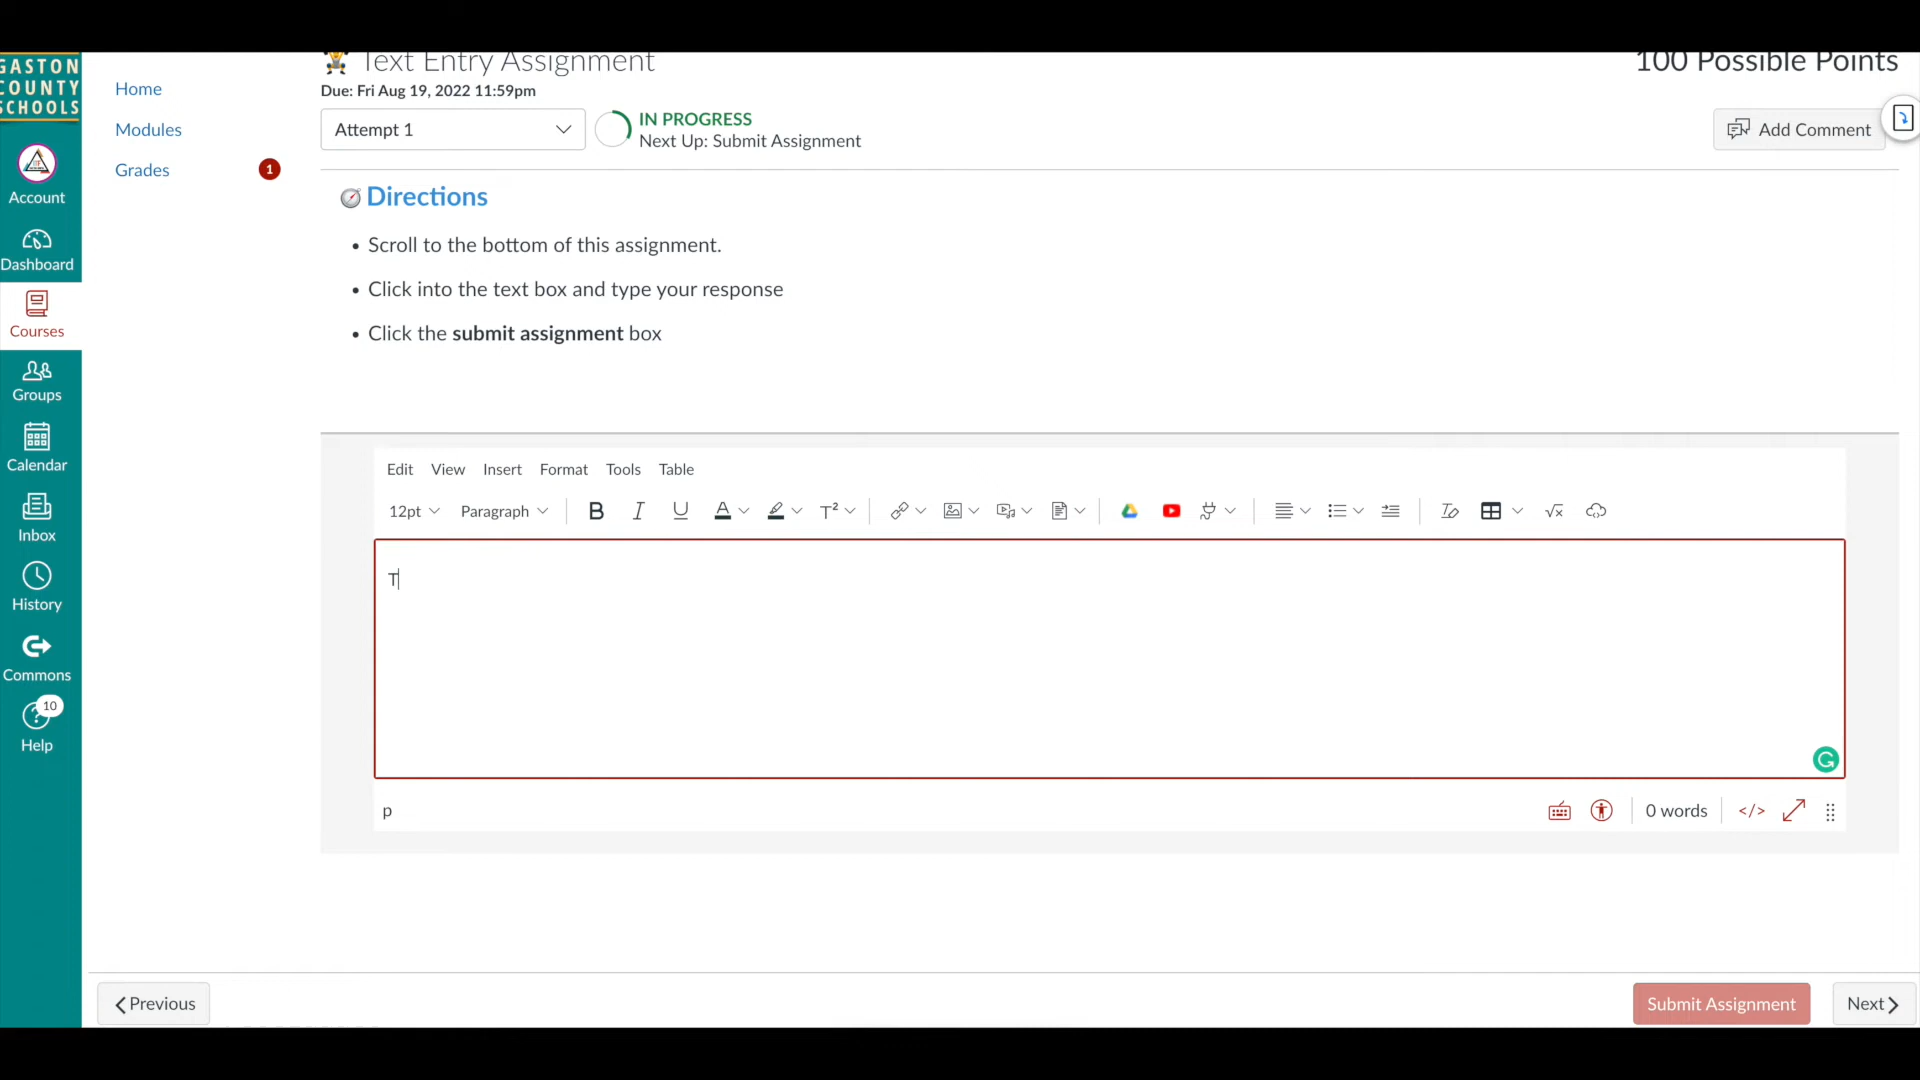 GASTON
COUNTY
SCHOOLS
Account
Dashboard
Courses
Groups
Calendar
Inbox
History
Commons
10
Help
Home
Modules
Grades
1
Text Entry Assignment
100 Possible Points
Due: Fri Aug 19, 2022 11:59pm
Attempt 1
IN PROGRESS
Next Up: Submit Assignment
Add Comment
Directions
• Scroll to the bottom of this assignment.
• Click into the text box and type your response
• Click the submit assignment box
Edit View Insert Format Tools Table
12pt Paragraph B I U A T² √x
T
p
0 words </>
Previous
Submit Assignment
Next